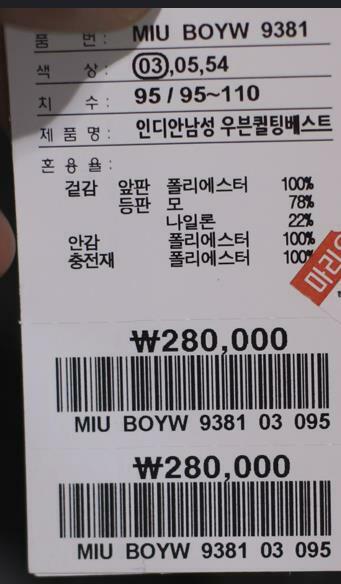 품 번: MIU BOYW 9381
색 상: 03,05,54
치 수: 95 / 95~110
제 품 명: 인디안남성 우븐퀼팅베스트
혼 용 율:
겉감 앞판 폴리에스터 100%
등판 모 78%
나일론 22%
안감 폴리에스터 100%
충전재 폴리에스터 100%
마리오
₩280,000
MIU BOYW 9381 03 095
₩280,000
MIU BOYW 9381 03 095